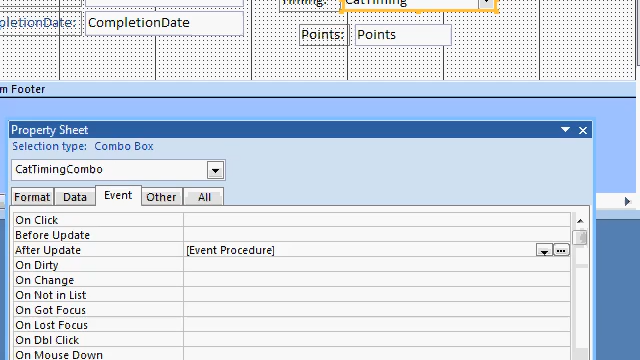 Timing: CatTiming
pletionDate: CompletionDate
Points: Points
m Footer
Property Sheet
Selection type: Combo Box
CatTimingCombo
Format Data Event Other All
On Click
Before Update
After Update [Event Procedure]
On Dirty
On Change
On Not in List
On Got Focus
On Lost Focus
On Dbl Click
On Mouse Down